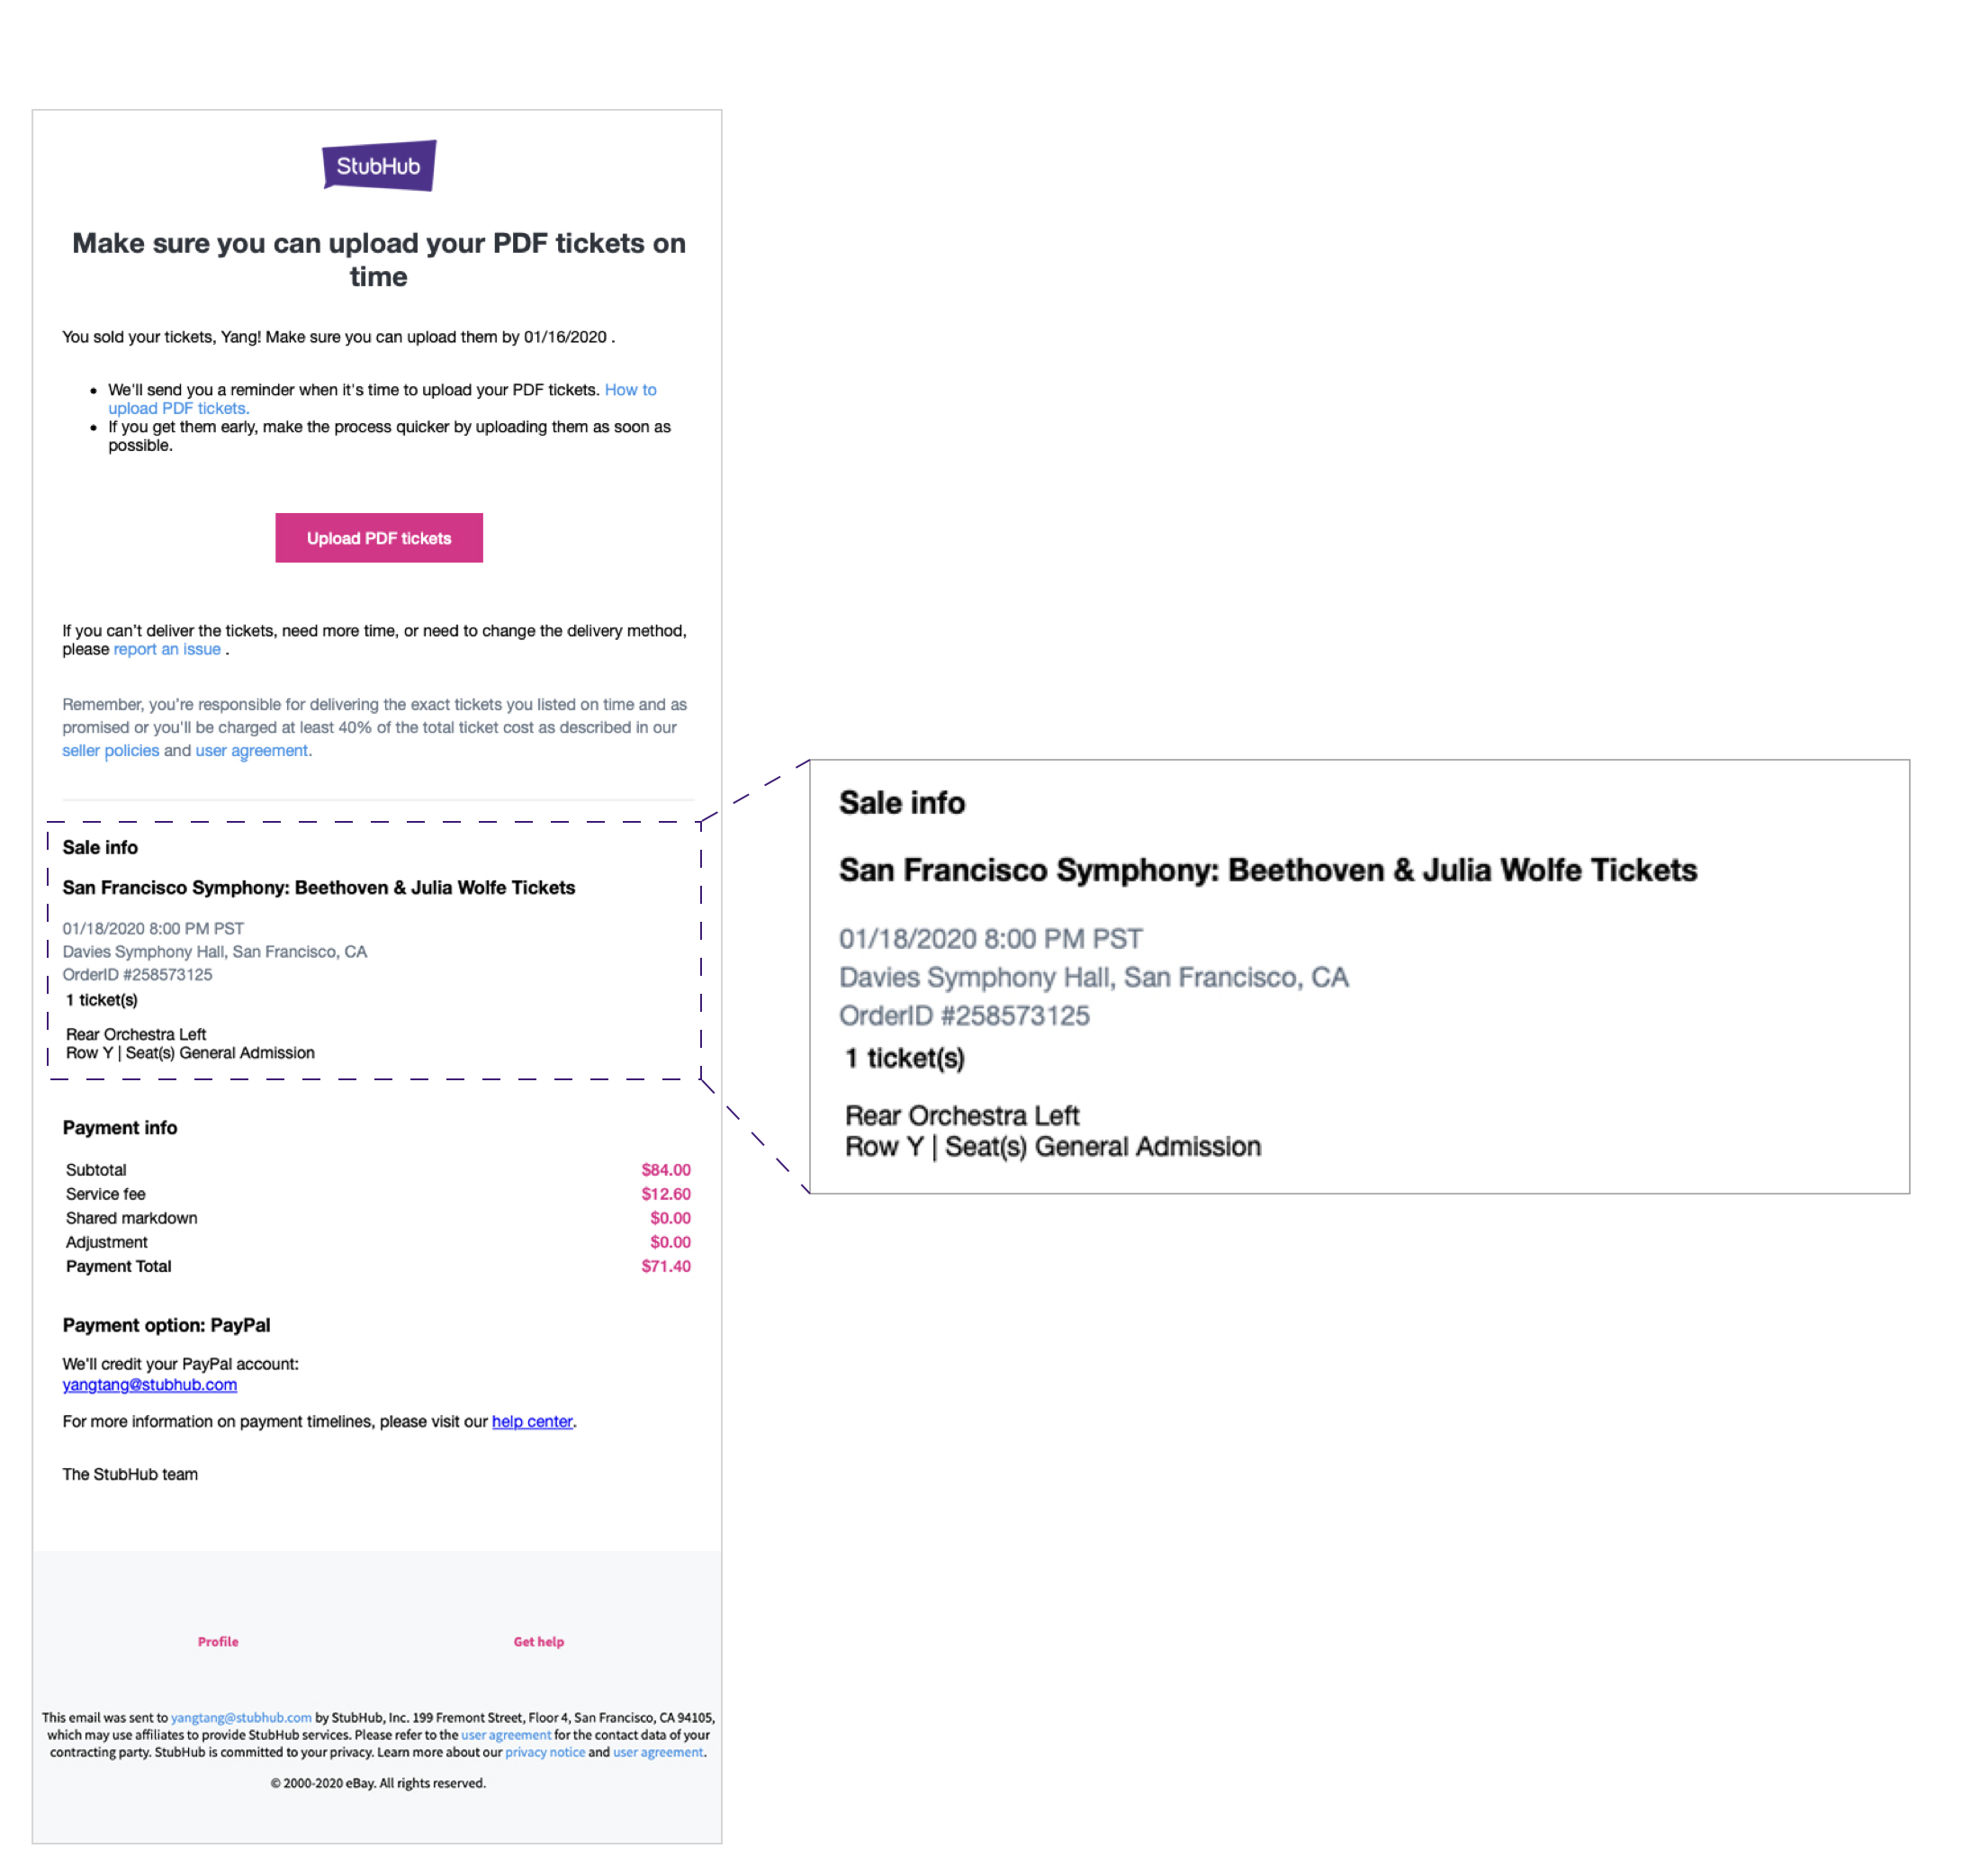 StubHub
Make sure you can upload your PDF tickets on
time
You sold your tickets, Yang! Make sure you can upload them by 01/16/2020 .
• We'll send you a reminder when it's time to upload your PDF tickets. How to
upload PDF tickets.
• If you get them early, make the process quicker by uploading them as soon as
possible.
Upload PDF tickets
If you can't deliver the tickets, need more time, or need to change the delivery method,
please report an issue .
Remember, you're responsible for delivering the exact tickets you listed on time and as
promised or you'll be charged at least 40% of the total ticket cost as described in our
seller policies and user agreement.
Sale info
San Francisco Symphony: Beethoven & Julia Wolfe Tickets
01/18/2020 8:00 PM PST
Davies Symphony Hall, San Francisco, CA
OrderID #258573125
1 ticket(s)
Rear Orchestra Left
Row Y | Seat(s) General Admission
Payment info
Subtotal $84.00
Service fee $12.60
Shared markdown $0.00
Adjustment $0.00
Payment Total $71.40
Payment option: PayPal
We'll credit your PayPal account:
yangtang@stubhub.com
For more information on payment timelines, please visit our help center.
The StubHub team
Profile Get help
This email was sent to yangtang@stubhub.com by StubHub, Inc. 199 Fremont Street, Floor 4, San Francisco, CA 94105,
which may use affiliates to provide StubHub services. Please refer to the user agreement for the contact data of your
contracting party. StubHub is committed to your privacy. Learn more about our privacy notice and user agreement.
© 2000-2020 eBay. All rights reserved.
Sale info
San Francisco Symphony: Beethoven & Julia Wolfe Tickets
01/18/2020 8:00 PM PST
Davies Symphony Hall, San Francisco, CA
OrderID #258573125
1 ticket(s)
Rear Orchestra Left
Row Y | Seat(s) General Admission